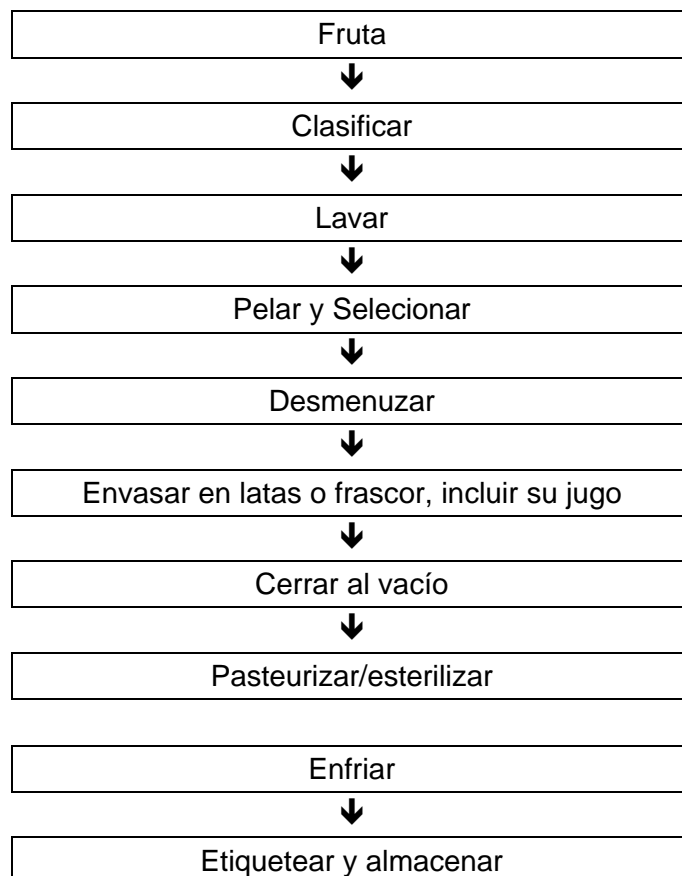 Fruta
Clasificar
Lavar
Pelar y Selecionar
Desmenuzar
Envasar en latas o frascor, incluir su jugo
Cerrar al vacío
Pasteurizar/esterilizar
Enfriar
Etiquetear y almacenar